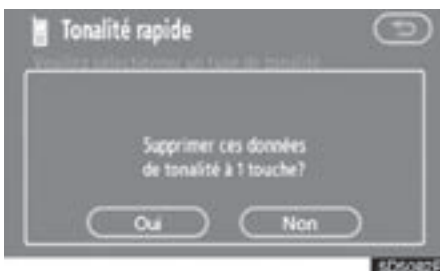 Tonalité rapide
Supprimer ces données
de tonalité à 1 touche?
Oui Non